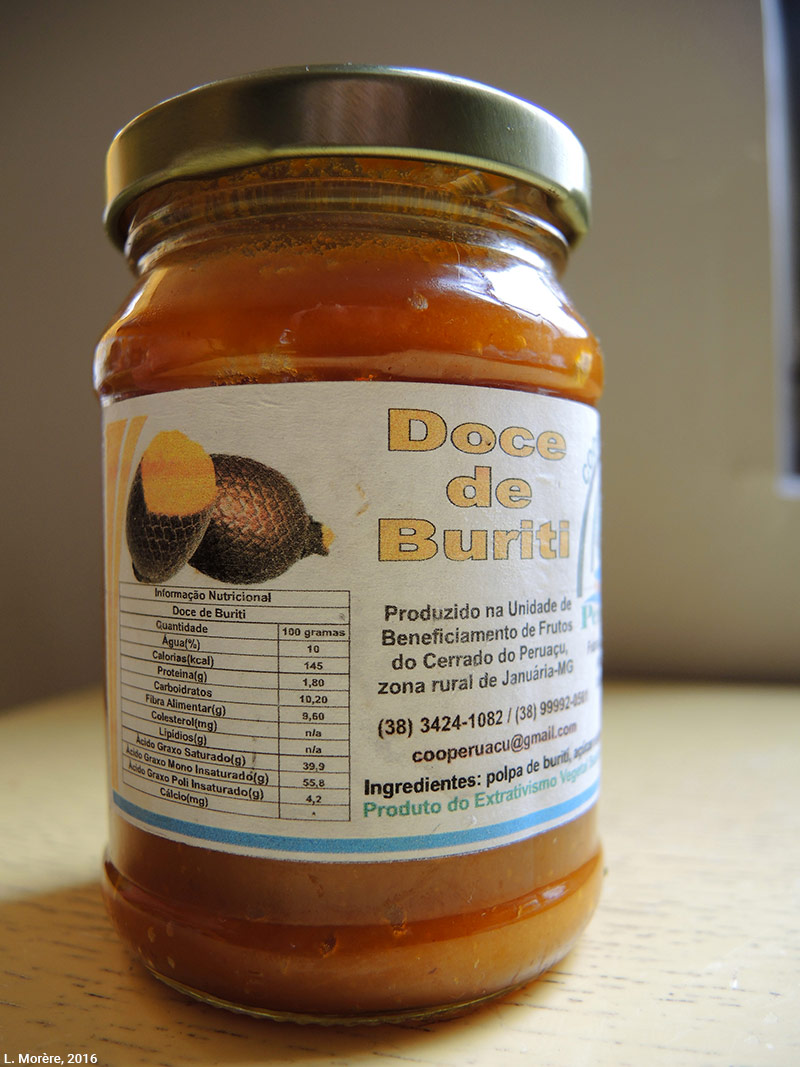 Doce
de
Buriti
Informação Nutricional
Doce de Buriti
Quantidade 100 gramas
Água(%) 10
Calorias(kcal) 145
Proteína(g) 1,80
Carboidratos 10,20
Fibra Alimentar(g) 9,60
Colesterol(mg) n/a
Lipídios(g) n/a
Ácido Graxo Saturado(g) 39,9
Ácido Graxo Mono Insaturado(g) 55,8
Ácido Graxo Poli Insaturado(g) 4,2
Cálcio(mg) -
Produzido na Unidade de
Beneficiamento de Frutos
do Cerrado do Peruaçu,
zona rural de Januária-MG
(38) 3424-1082 / (38) 99992-0501
cooperuacu@gmail.com
Ingredientes: polpa de buriti, açúcar
Produto do Extrativismo Vegetal
L. Morère, 2016